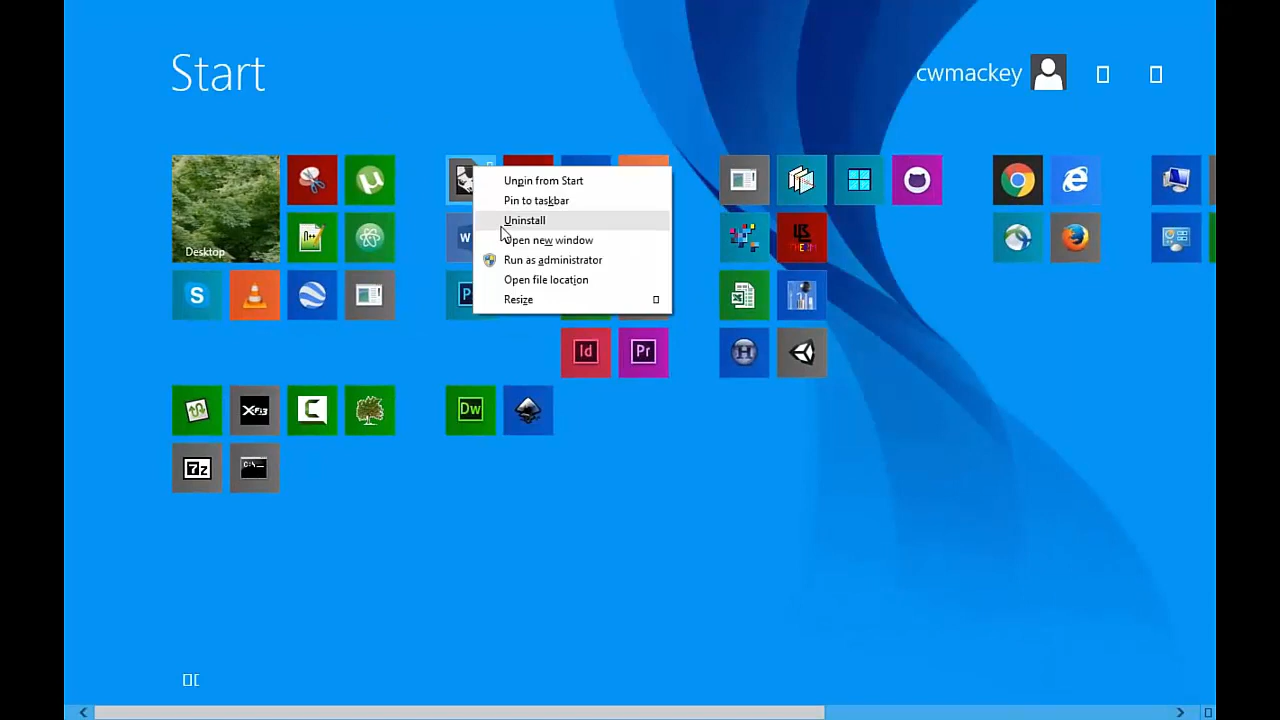 Start
cwmackey
Unpin from Start
Pin to taskbar
Uninstall
Open new window
Run as administrator
Open file location
Resize
Desktop
N++
W
S
P
Id
Pr
H
X-Fi3
C
Dw
7z
C:\